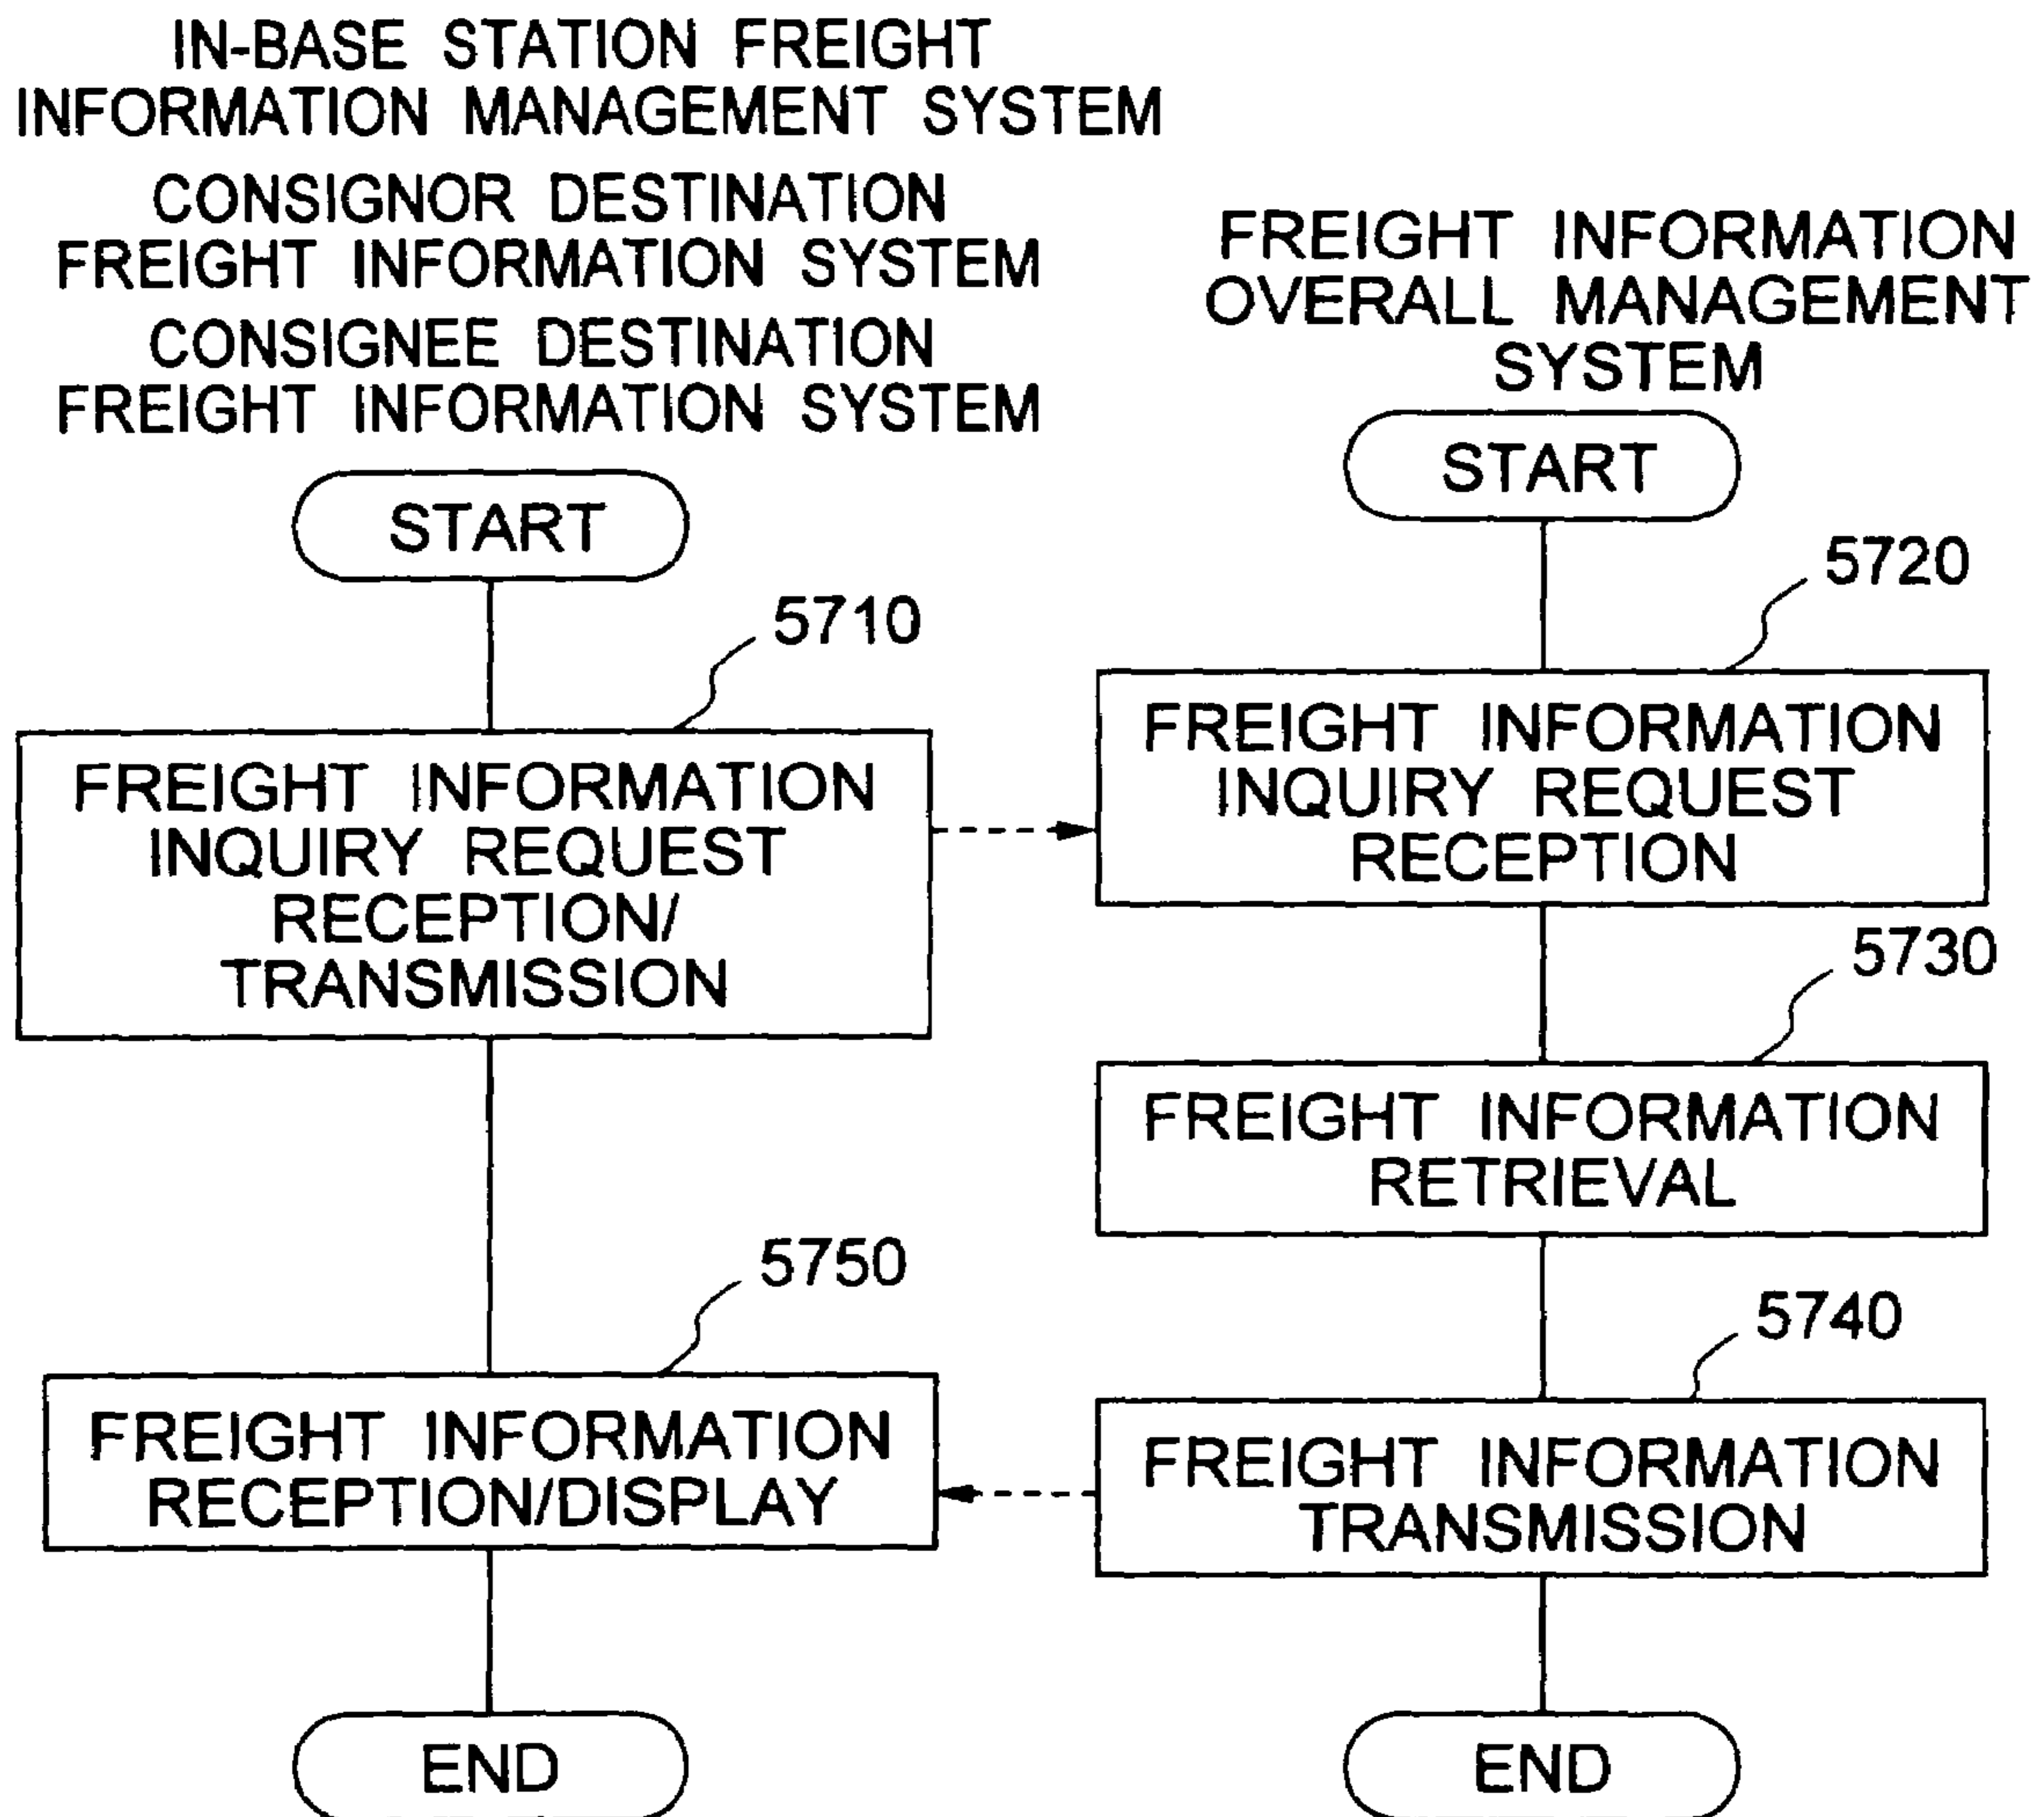 IN-BASE STATION FREIGHT
INFORMATION MANAGEMENT SYSTEM
CONSIGNOR DESTINATION
FREIGHT INFORMATION SYSTEM
CONSIGNEE DESTINATION
FREIGHT INFORMATION SYSTEM
START
5710
FREIGHT INFORMATION
INQUIRY REQUEST
RECEPTION/
TRANSMISSION
5750
FREIGHT INFORMATION
RECEPTION/DISPLAY
END
FREIGHT INFORMATION
OVERALL MANAGEMENT
SYSTEM
START
5720
FREIGHT INFORMATION
INQUIRY REQUEST
RECEPTION
5730
FREIGHT INFORMATION
RETRIEVAL
5740
FREIGHT INFORMATION
TRANSMISSION
END